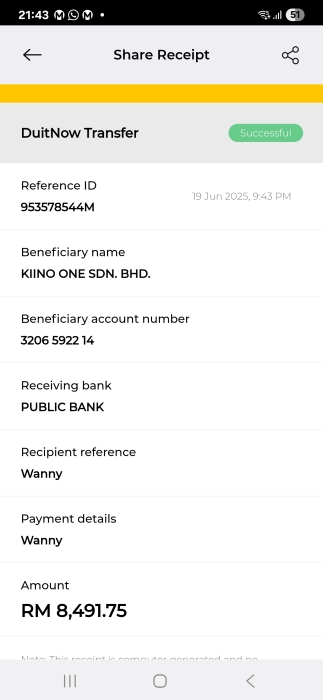 21:43
51
Share Receipt
DuitNow Transfer
Successful
Reference ID
19 Jun 2025, 9:43 PM
953578544M
Beneficiary name
KIINO ONE SDN. BHD.
Beneficiary account number
3206 5922 14
Receiving bank
PUBLIC BANK
Recipient reference
Wanny
Payment details
Wanny
Amount
RM 8,491.75
Note: This receipt is computer generated and no